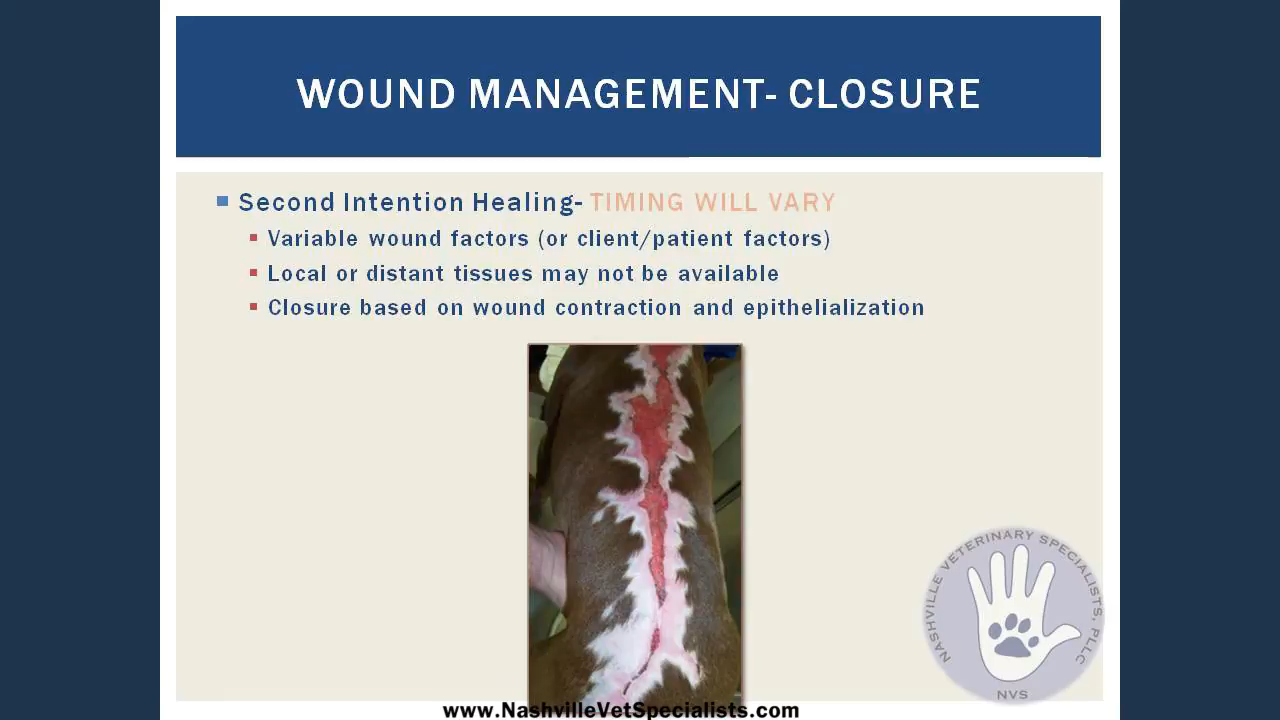 WOUND MANAGEMENT- CLOSURE
Second Intention Healing- TIMING WILL VARY
Variable wound factors (or client/patient factors)
Local or distant tissues may not be available
Closure based on wound contraction and epithelialization
NASHVILLE VETERINARY SPECIALISTS, PLLC
NVS
www.NashvilleVetSpecialists.com